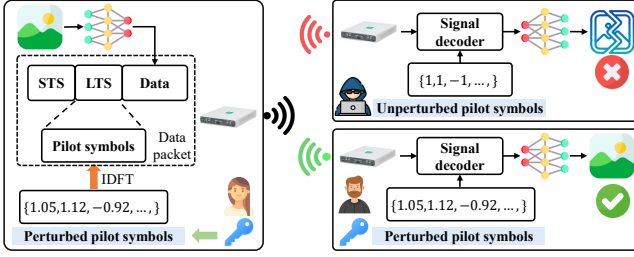 STS
LTS
Data
Pilot symbols
Data
packet
IDFT
{1.05,1.12, −0.92, … , }
Perturbed pilot symbols
Signal
decoder
{1,1, −1, … , }
Unperturbed pilot symbols
Signal
decoder
{1.05,1.12, −0.92, … , }
Perturbed pilot symbols